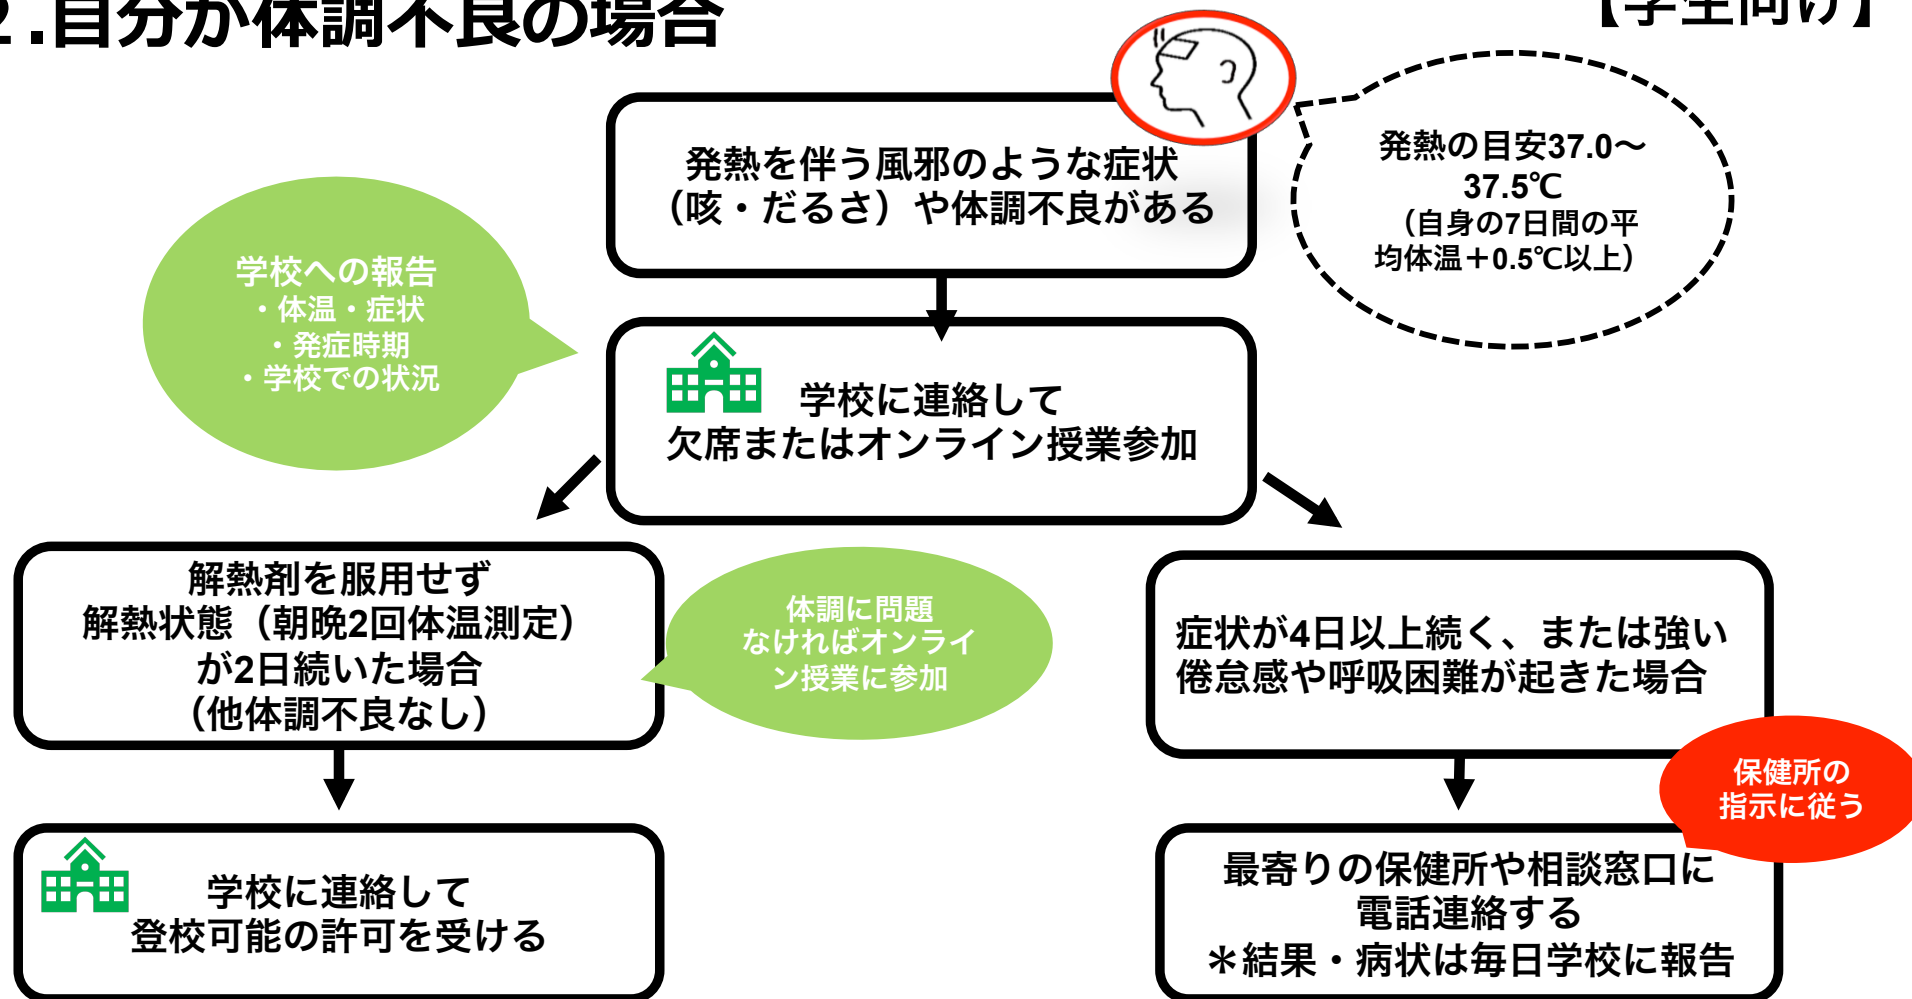 ２.自分が体調不良の場合
【学生向け】
発熱を伴う風邪のような症状
（咳・だるさ）や体調不良がある
発熱の目安37.0～
37.5℃
（自身の7日間の平
均体温＋0.5℃以上）
学校への報告
・体温・症状
・発症時期
・学校での状況
学校に連絡して
欠席またはオンライン授業参加
解熱剤を服用せず
解熱状態（朝晩2回体温測定）
が2日続いた場合
（他体調不良なし）
体調に問題
なければオンライ
ン授業に参加
症状が4日以上続く、または強い
倦怠感や呼吸困難が起きた場合
保健所の
指示に従う
学校に連絡して
登校可能の許可を受ける
最寄りの保健所や相談窓口に
電話連絡する
＊結果・病状は毎日学校に報告